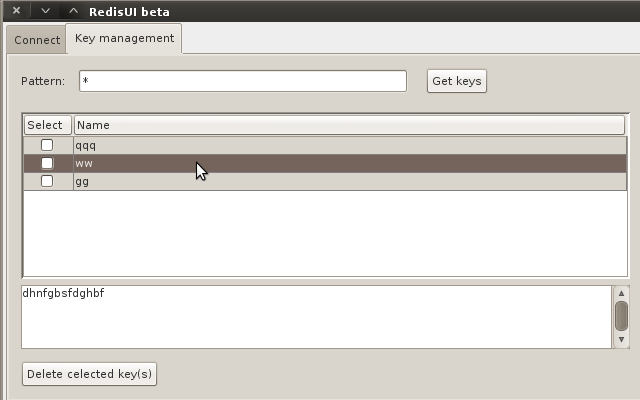 RedisUI beta
Connect Key management
Pattern: * Get keys
Select Name
qqq
ww
gg
dhnfgbsfdghbf
Delete celected key(s)